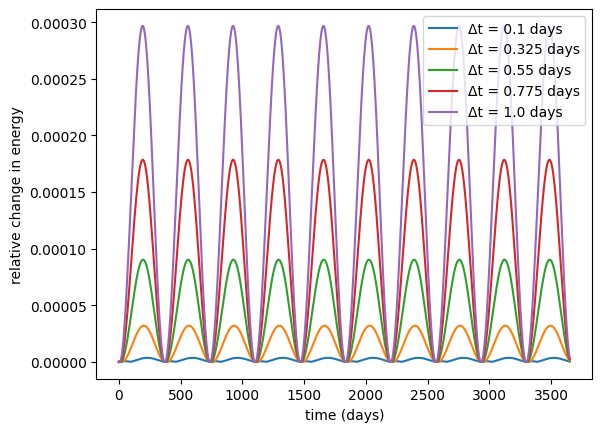 relative change in energy
0.00030
0.00025
0.00020
0.00015
0.00010
0.00005
0.00000
Δt = 0.1 days
Δt = 0.325 days
Δt = 0.55 days
Δt = 0.775 days
Δt = 1.0 days
0
500
1000
1500
2000
2500
3000
3500
time (days)